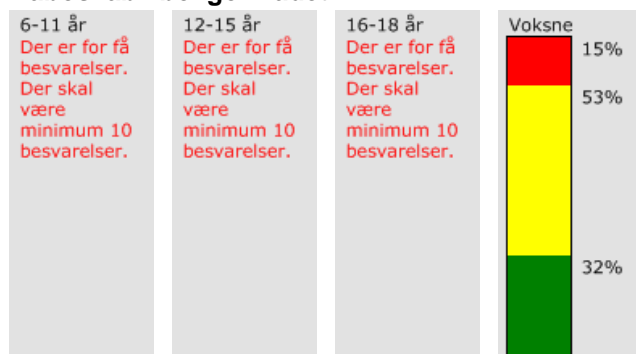 6-11 år
Der er for få
besvarelser.
Der skal
være
minimum 10
besvarelser.
12-15 år
Der er for få
besvarelser.
Der skal
være
minimum 10
besvarelser.
16-18 år
Der er for få
besvarelser.
Der skal
være
minimum 10
besvarelser.
Voksne
15%
53%
32%